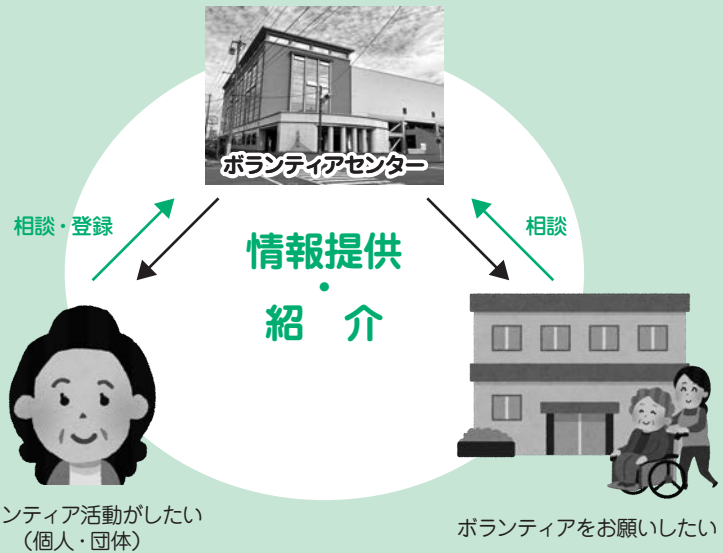 ボランティアセンター
相談・登録
相談
情報提供
・
紹　介
ンティア活動がしたい
（個人・団体）
ボランティアをお願いしたい